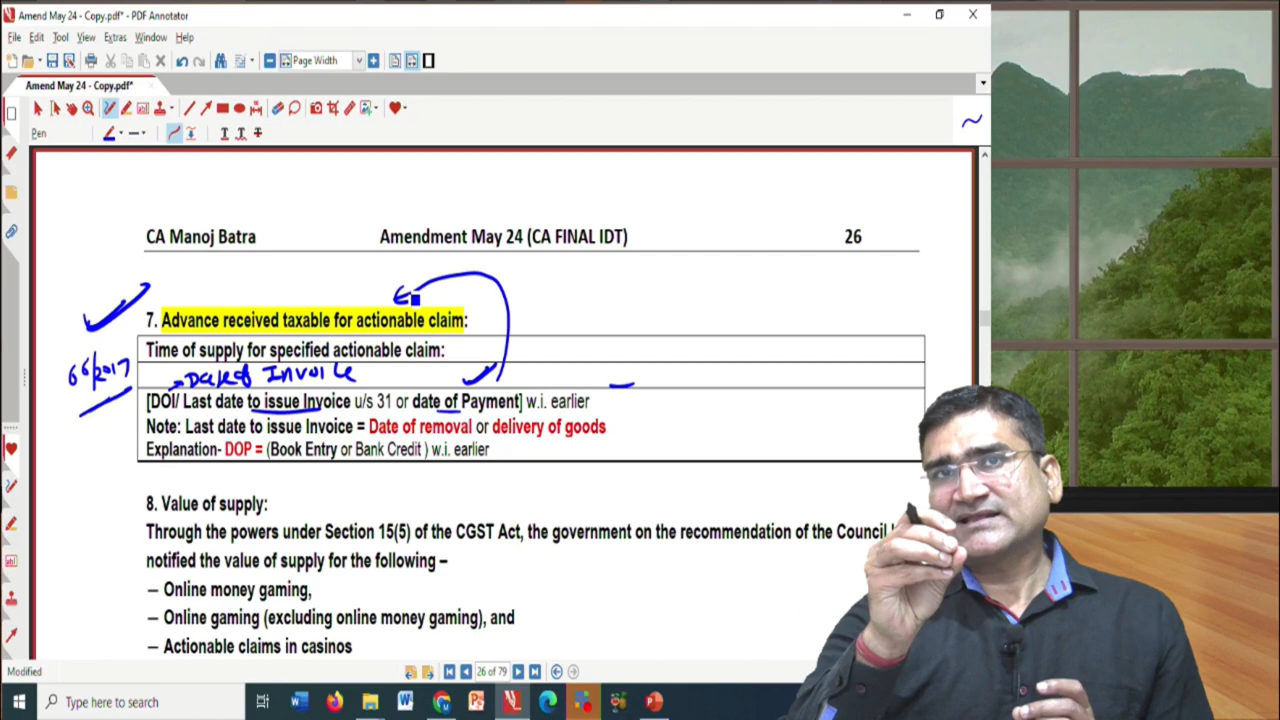 Amend May 24 - Copy.pdf* - PDF Annotator
File Edit Tool View Extras Window Help
Page Width
Amend May 24 - Copy.pdf*
Pen
CA Manoj Batra Amendment May 24 (CA FINAL IDT) 26
7. Advance received taxable for actionable claim:
Time of supply for specified actionable claim:
66/2017
= Date of Invoice
[DOI/ Last date to issue Invoice u/s 31 or date of Payment] w.i. earlier
Note: Last date to issue Invoice = Date of removal or delivery of goods
Explanation- DOP = (Book Entry or Bank Credit ) w.i. earlier
8. Value of supply:
Through the powers under Section 15(5) of the CGST Act, the government on the recommendation of the Council
notified the value of supply for the following –
– Online money gaming,
– Online gaming (excluding online money gaming), and
– Actionable claims in casinos
Modified 26 of 79
Type here to search